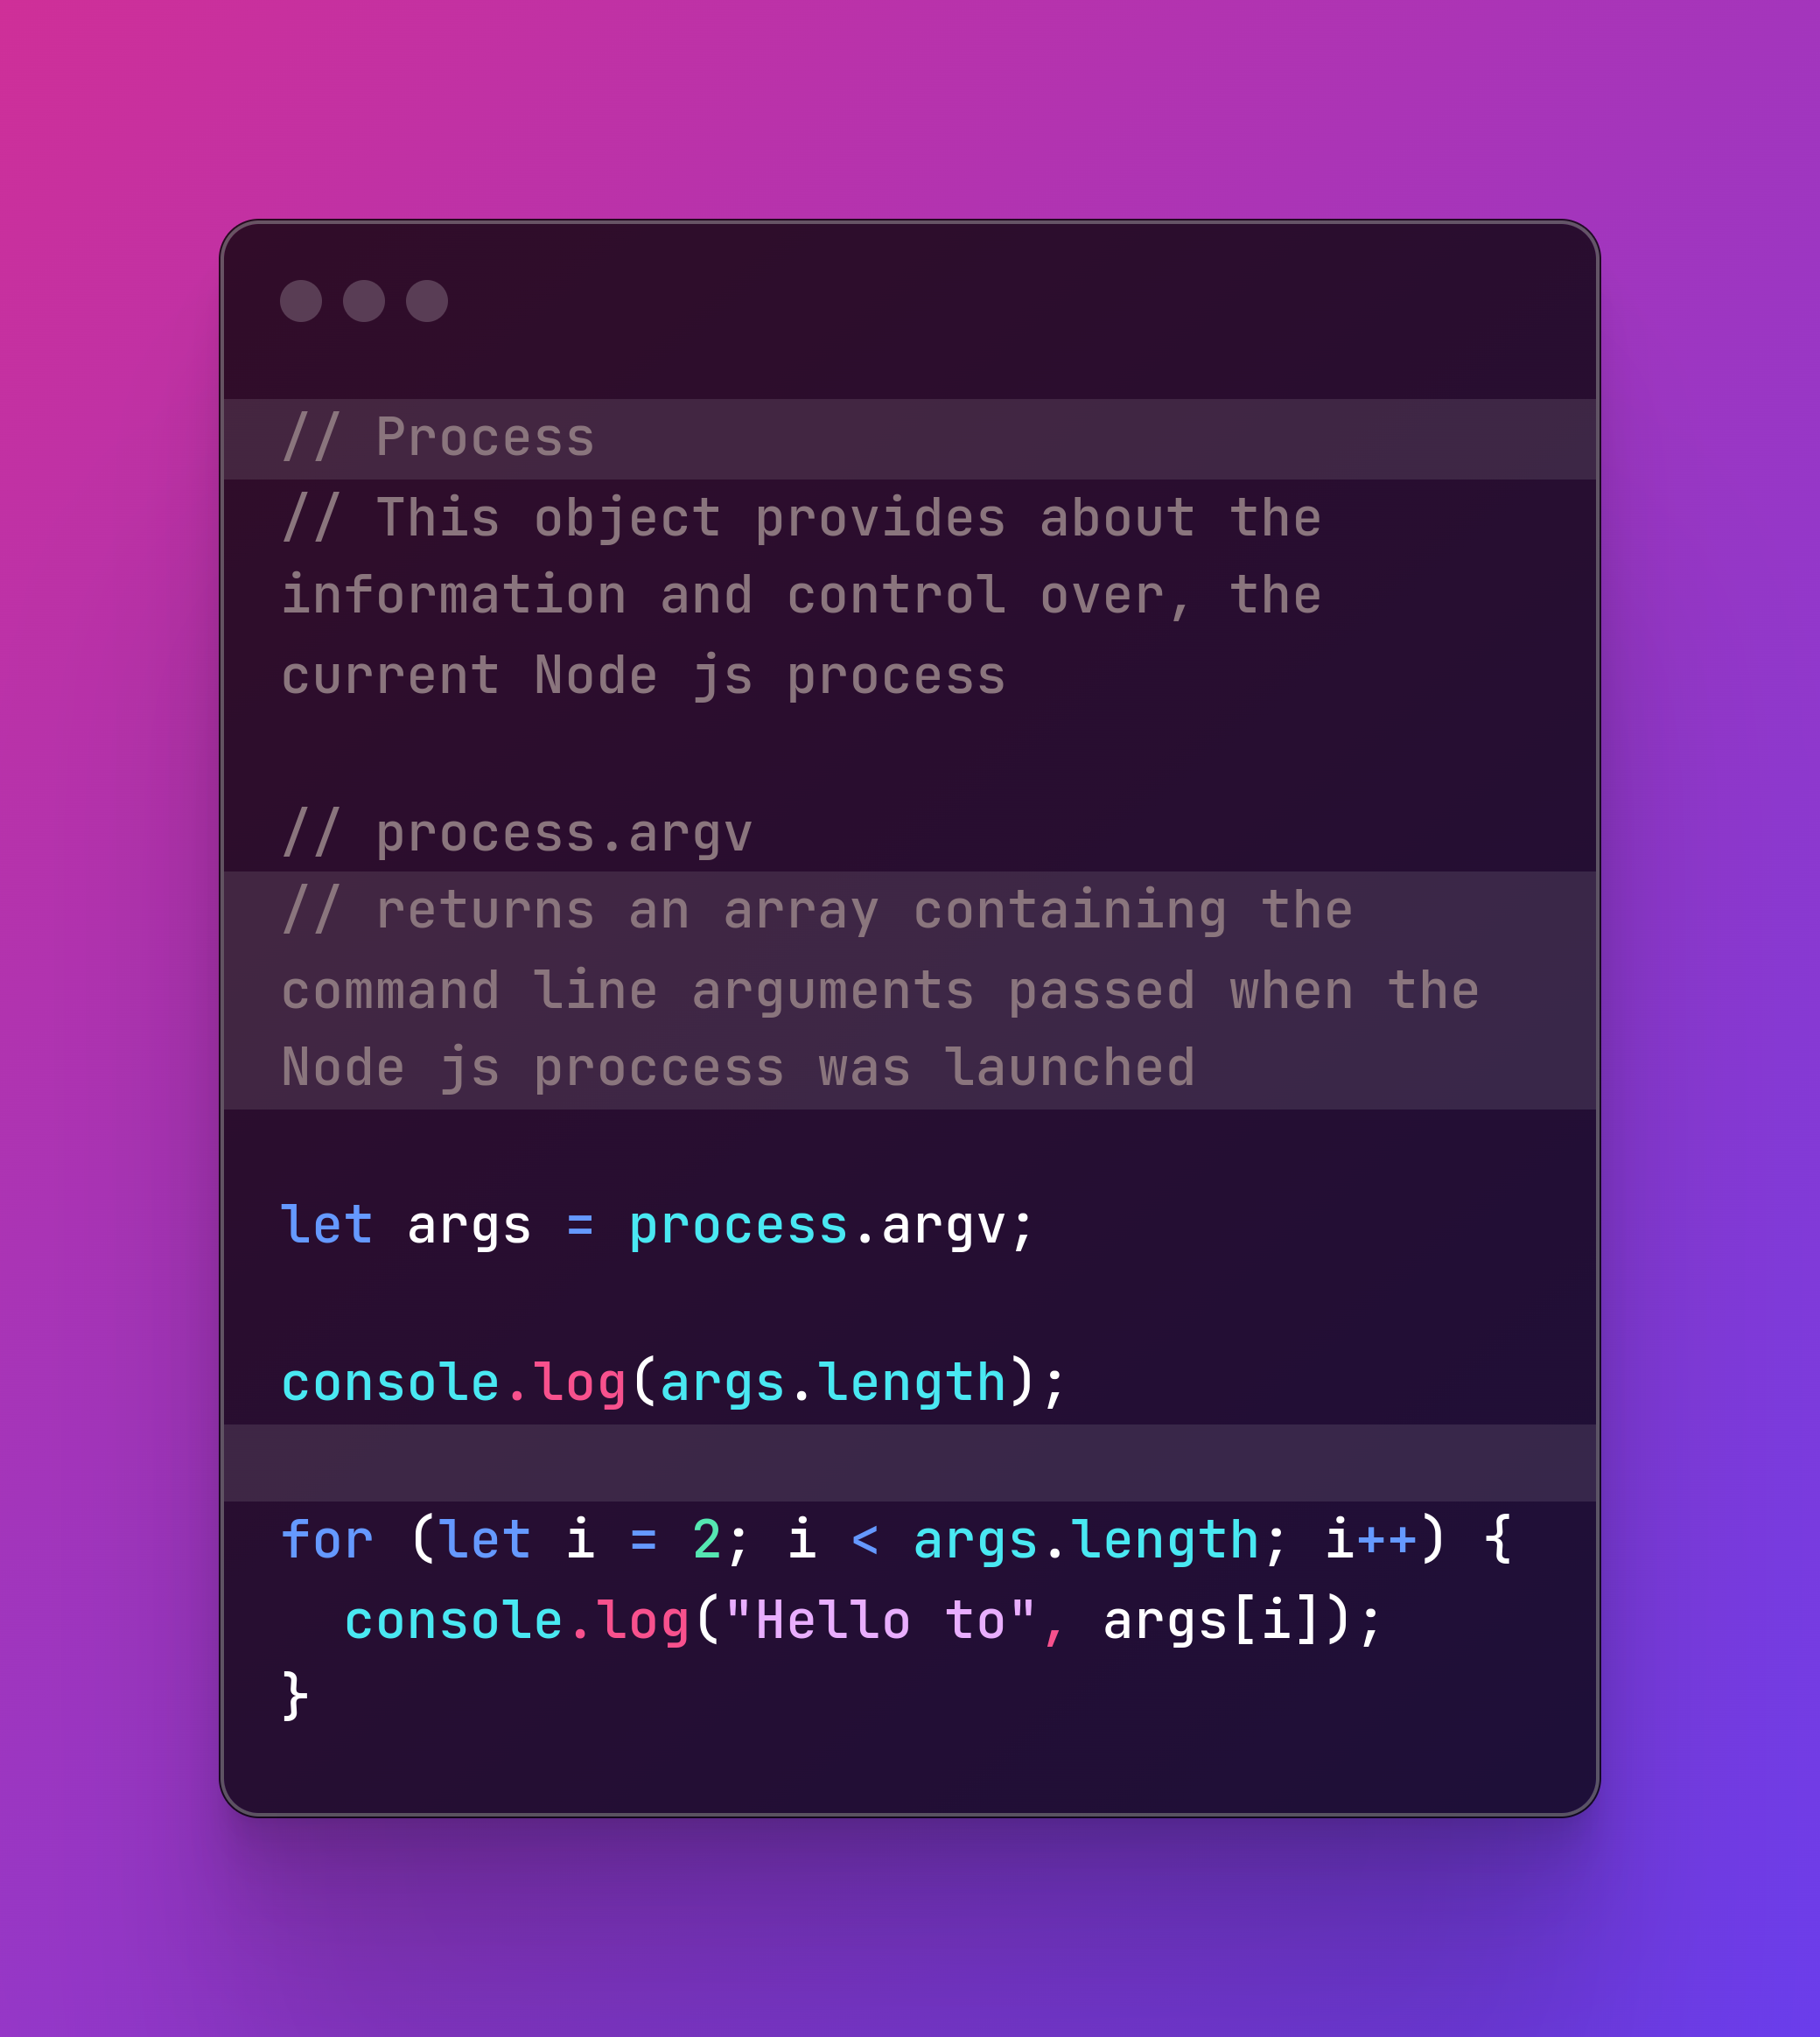 // Process
// This object provides about the
information and control over, the
current Node js process
// process.argv
// returns an array containing the
command line arguments passed when the
Node js proccess was launched
let args = process.argv;
console.log(args.length);
for (let i = 2; i < args.length; i++) {
  console.log("Hello to", args[i]);
}